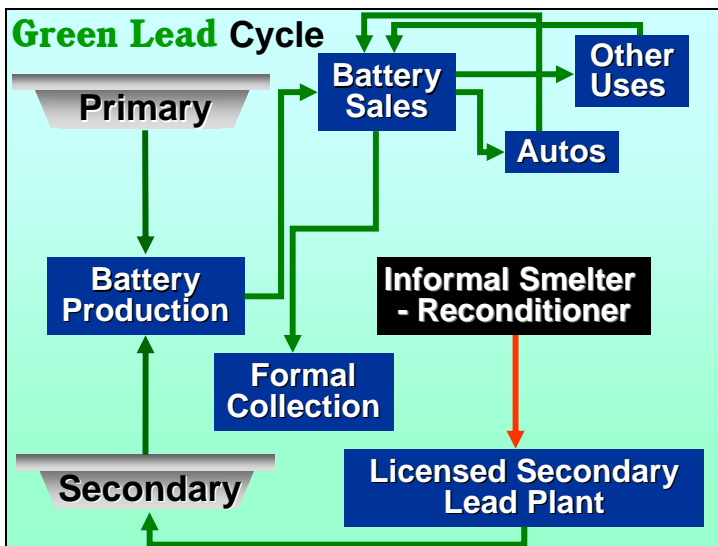 Green Lead Cycle
Primary
Battery
Sales
Other
Uses
Autos
Battery
Production
Informal Smelter
- Reconditioner
Formal
Collection
Secondary
Licensed Secondary
Lead Plant